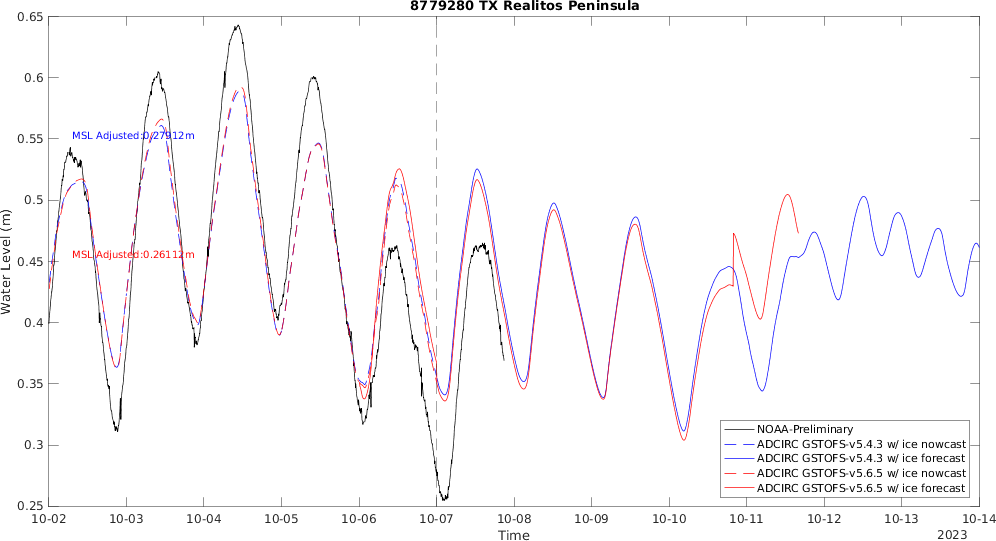 8779280 TX Realitos Peninsula
0.65
0.6
0.55
0.5
0.45
0.4
0.35
0.3
0.25
Water Level (m)
MSL Adjusted:0.27912m
MSL Adjusted:0.26112m
NOAA-Preliminary
ADCIRC GSTOFS-v5.4.3 w/ ice nowcast
ADCIRC GSTOFS-v5.4.3 w/ ice forecast
ADCIRC GSTOFS-v5.6.5 w/ ice nowcast
ADCIRC GSTOFS-v5.6.5 w/ ice forecast
10-02 10-03 10-04 10-05 10-06 10-07 10-08 10-09 10-10 10-11 10-12 10-13 10-14
Time
2023